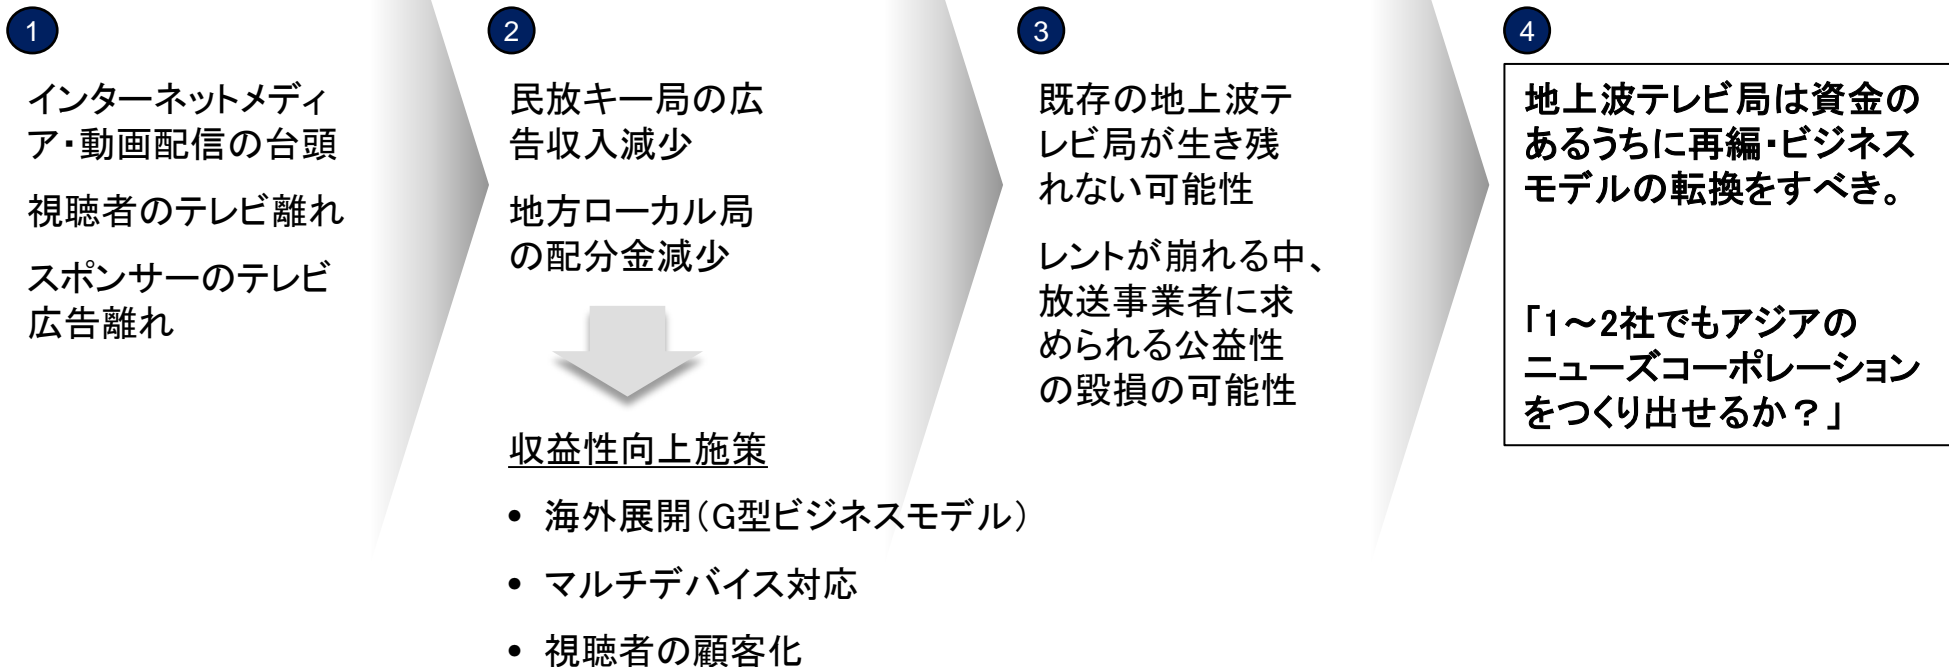 1
インターネットメディ
ア・動画配信の台頭
視聴者のテレビ離れ
スポンサーのテレビ
広告離れ
2
民放キー局の広
告収入減少
地方ローカル局
の配分金減少
収益性向上施策
• 海外展開（G型ビジネスモデル）
• マルチデバイス対応
• 視聴者の顧客化
3
既存の地上波テ
レビ局が生き残
れない可能性
レントが崩れる中、
放送事業者に求
められる公益性
の毀損の可能性
4
地上波テレビ局は資金の
あるうちに再編・ビジネス
モデルの転換をすべき。
「1～2社でもアジアの
ニューズコーポレーション
をつくり出せるか？」